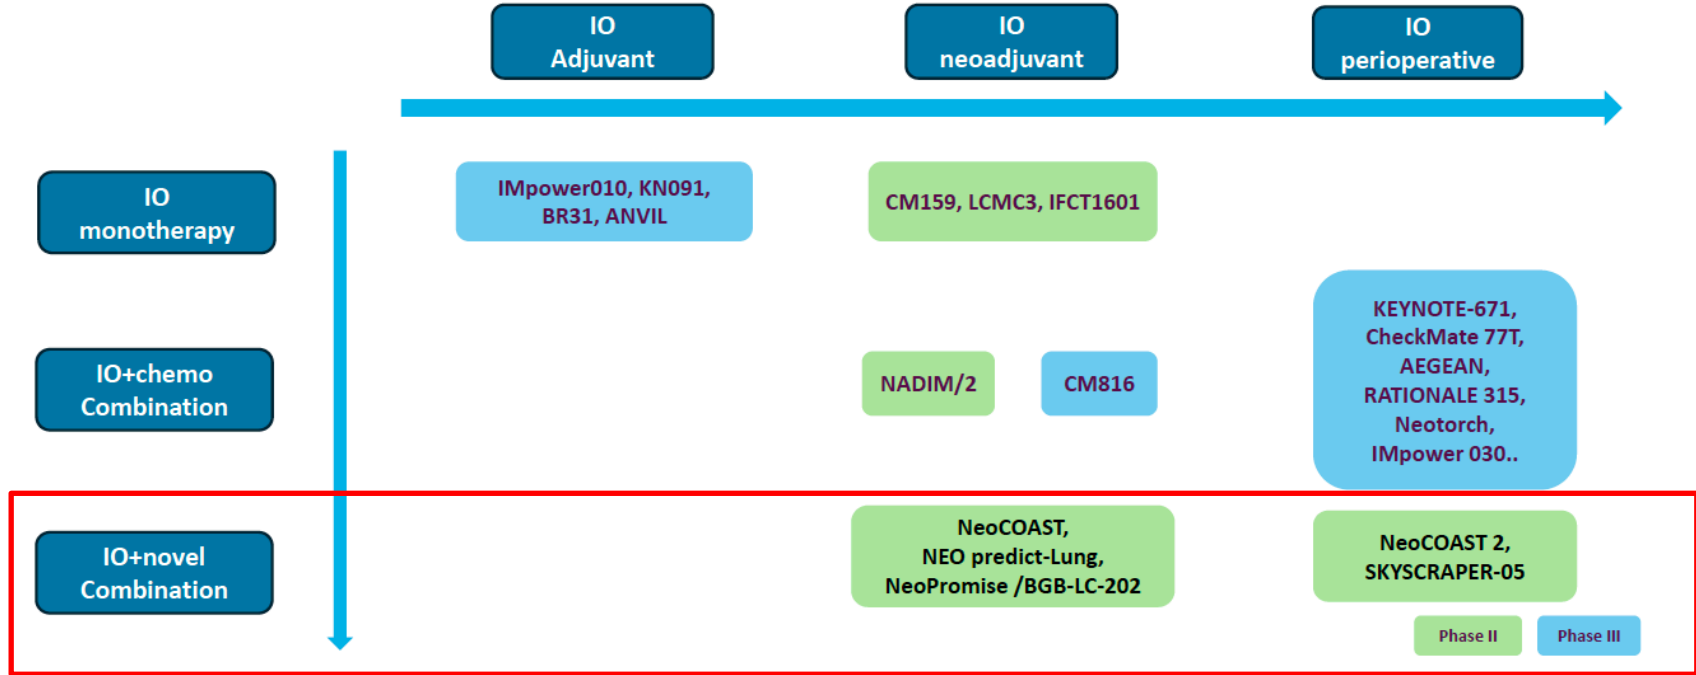 IO
Adjuvant
IO
neoadjuvant
IO
perioperative
IO
monotherapy
IMpower010, KN091,
BR31, ANVIL
CM159, LCMC3, IFCT1601
IO+chemo
Combination
NADIM/2
CM816
KEYNOTE-671,
CheckMate 77T,
AEGEAN,
RATIONALE 315,
Neotorch,
IMpower 030..
IO+novel
Combination
NeoCOAST,
NEO predict-Lung,
NeoPromise /BGB-LC-202
NeoCOAST 2,
SKYSCRAPER-05
Phase II
Phase III